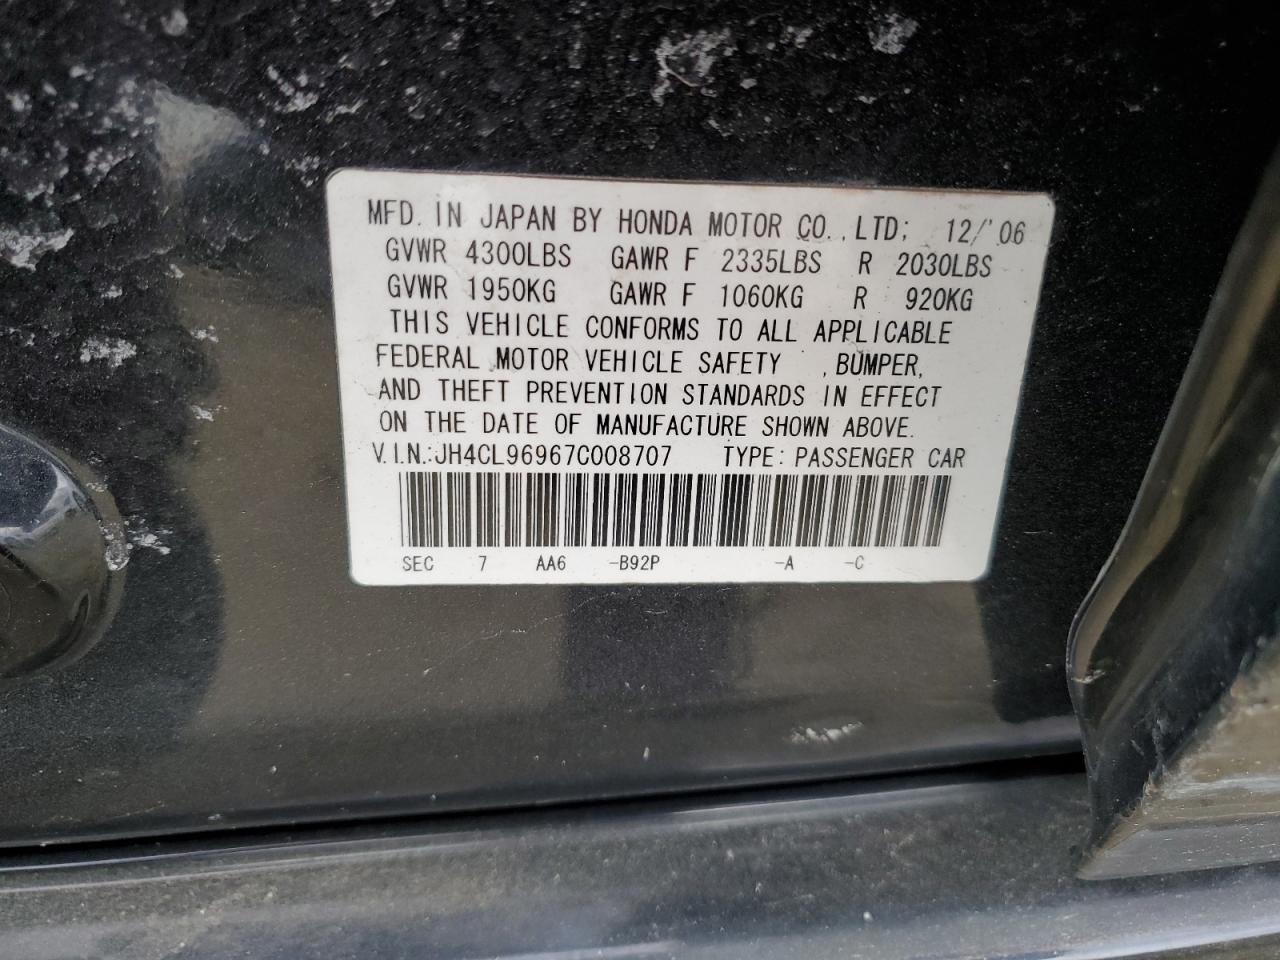 MFD. IN JAPAN BY HONDA MOTOR CO., LTD; 12/'06
GVWR 4300LBS GAWR F 2335LBS R 2030LBS
GVWR 1950KG GAWR F 1060KG R 920KG
THIS VEHICLE CONFORMS TO ALL APPLICABLE
FEDERAL MOTOR VEHICLE SAFETY , BUMPER,
AND THEFT PREVENTION STANDARDS IN EFFECT
ON THE DATE OF MANUFACTURE SHOWN ABOVE.
V.I.N.:JH4CL96967C008707 TYPE: PASSENGER CAR
SEC 7 AA6 -B92P -A -C